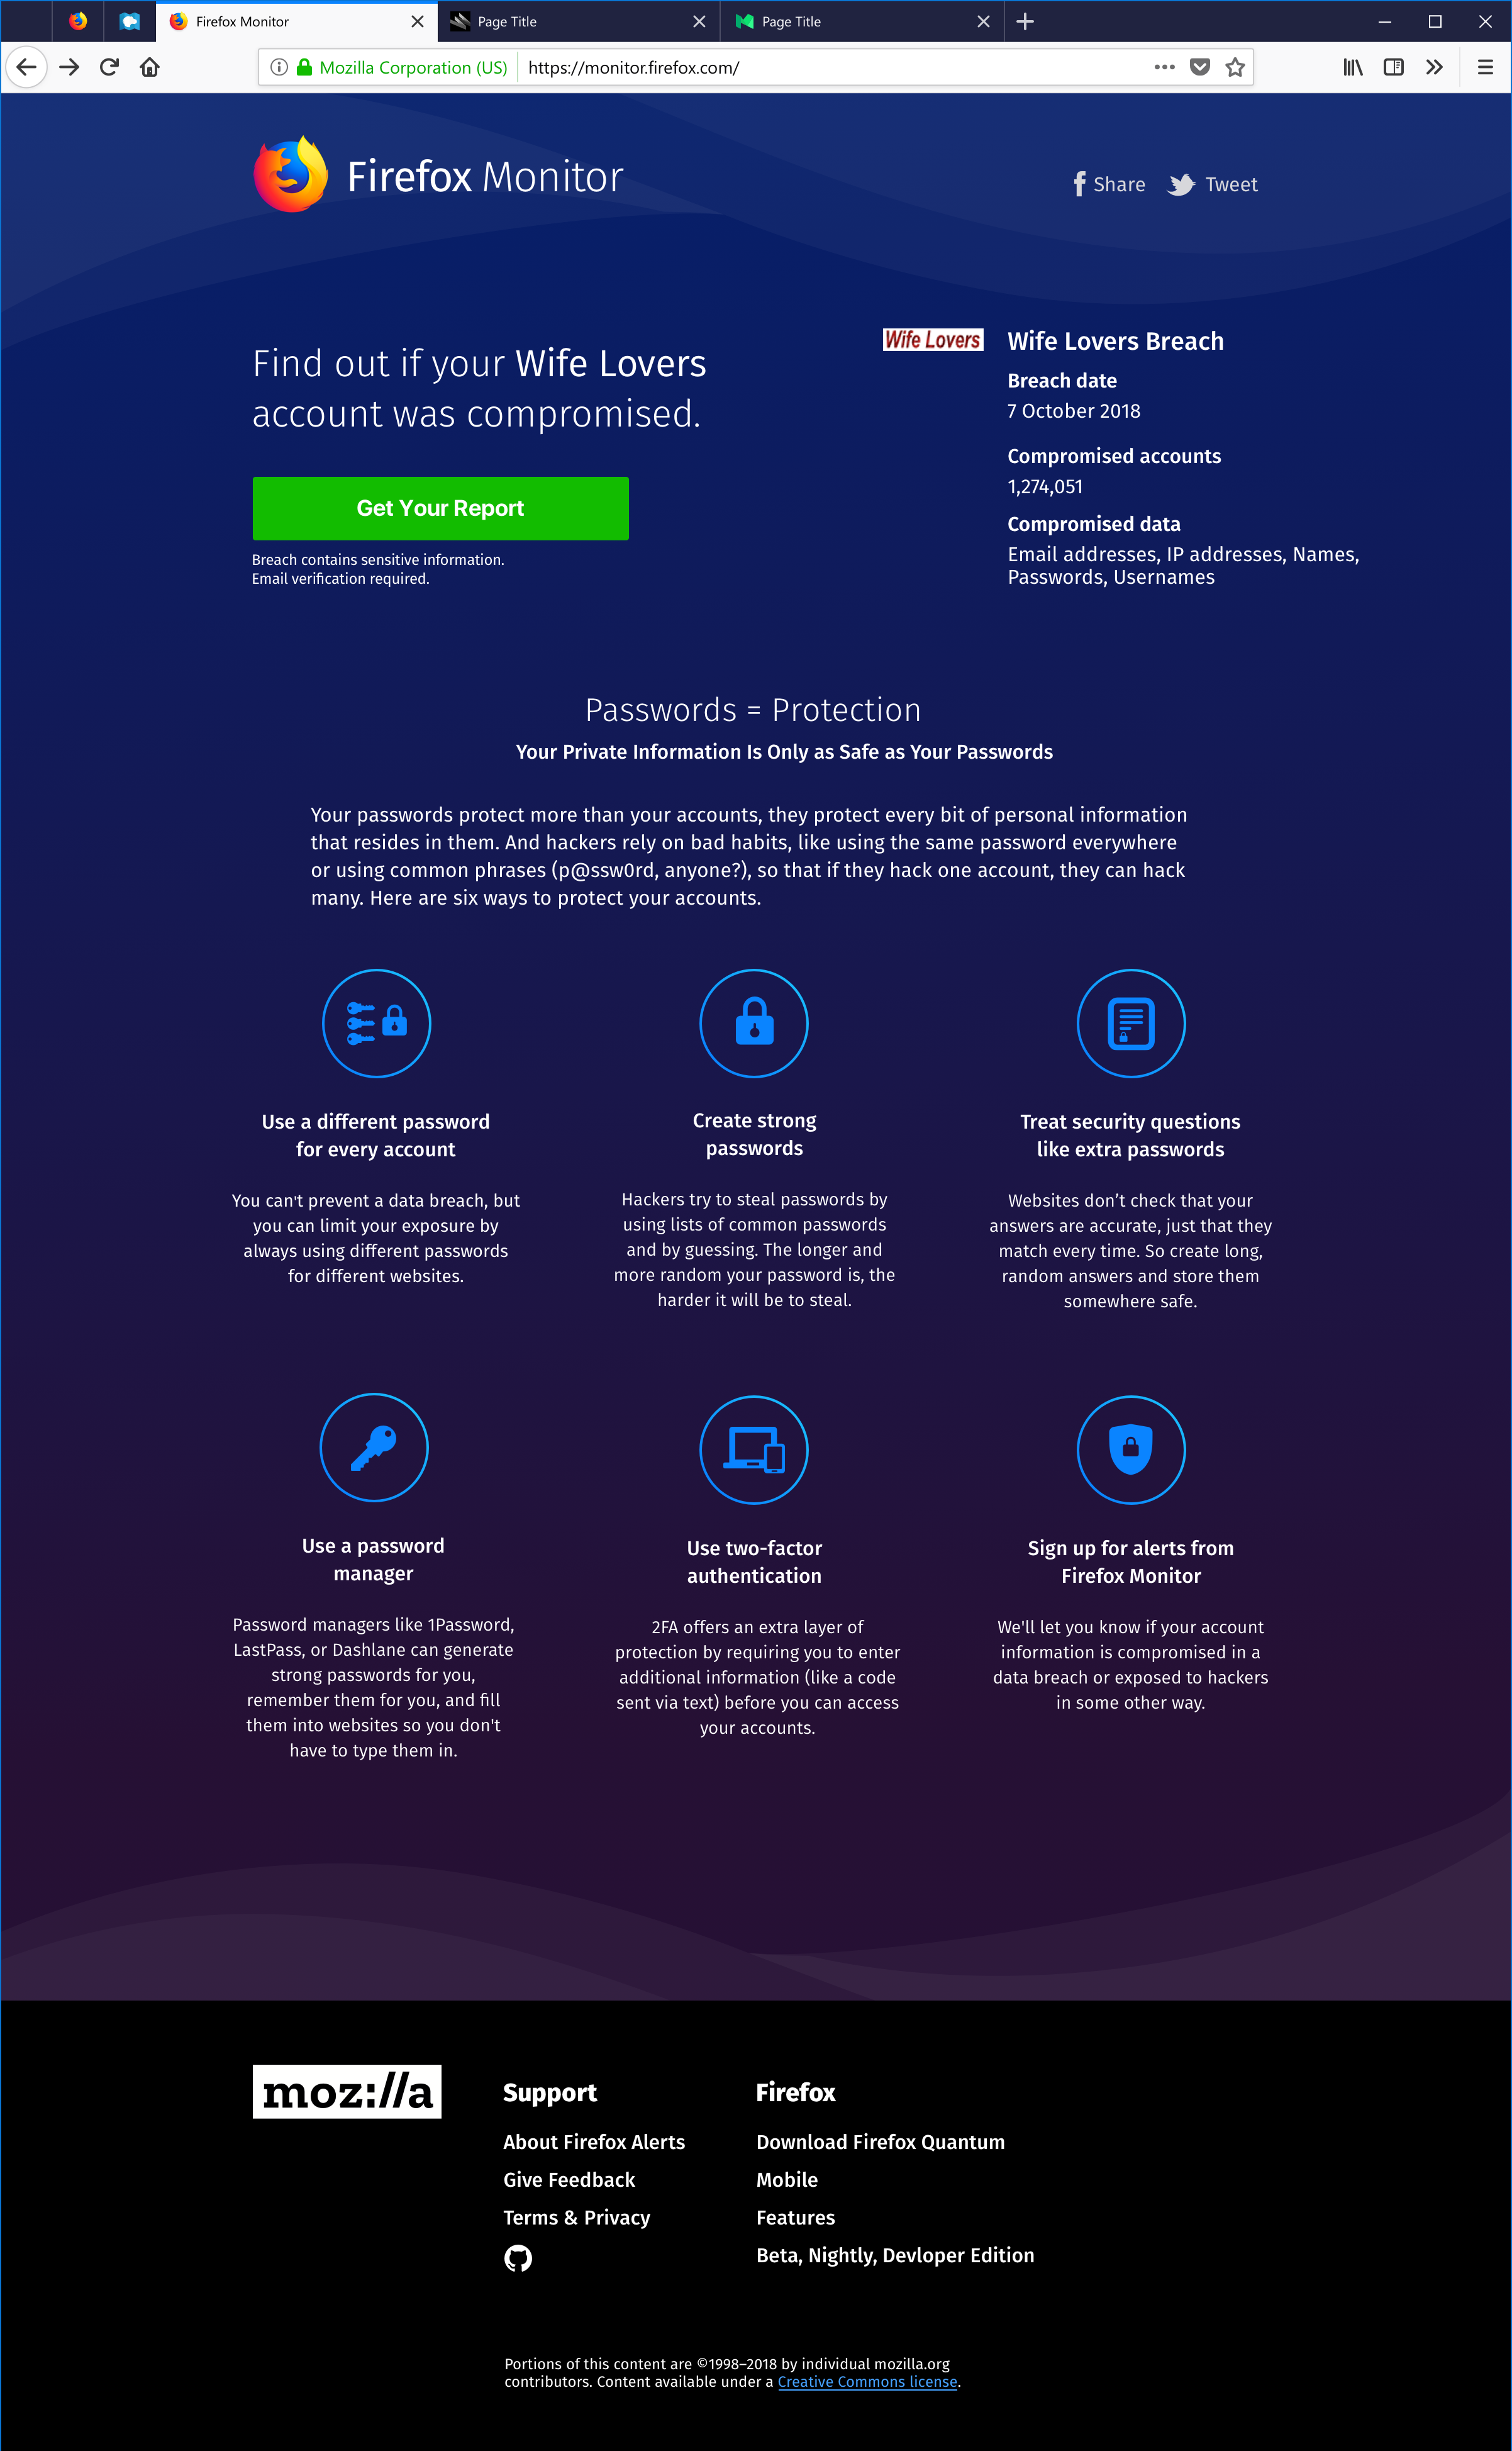 Firefox Monitor
Page Title
Page Title
Mozilla Corporation (US)
https://monitor.firefox.com/
Firefox Monitor
Share
Tweet
Find out if your Wife Lovers
account was compromised.
Get Your Report
Breach contains sensitive information.
Email verification required.
Wife Lovers
Wife Lovers Breach
Breach date
7 October 2018
Compromised accounts
1,274,051
Compromised data
Email addresses, IP addresses, Names,
Passwords, Usernames
Passwords = Protection
Your Private Information Is Only as Safe as Your Passwords
Your passwords protect more than your accounts, they protect every bit of personal information
that resides in them. And hackers rely on bad habits, like using the same password everywhere
or using common phrases (p@ssw0rd, anyone?), so that if they hack one account, they can hack
many. Here are six ways to protect your accounts.
Use a different password
for every account
You can't prevent a data breach, but
you can limit your exposure by
always using different passwords
for different websites.
Create strong
passwords
Hackers try to steal passwords by
using lists of common passwords
and by guessing. The longer and
more random your password is, the
harder it will be to steal.
Treat security questions
like extra passwords
Websites don’t check that your
answers are accurate, just that they
match every time. So create long,
random answers and store them
somewhere safe.
Use a password
manager
Password managers like 1Password,
LastPass, or Dashlane can generate
strong passwords for you,
remember them for you, and fill
them into websites so you don't
have to type them in.
Use two-factor
authentication
2FA offers an extra layer of
protection by requiring you to enter
additional information (like a code
sent via text) before you can access
your accounts.
Sign up for alerts from
Firefox Monitor
We'll let you know if your account
information is compromised in a
data breach or exposed to hackers
in some other way.
moz://a
Support
About Firefox Alerts
Give Feedback
Terms & Privacy
Firefox
Download Firefox Quantum
Mobile
Features
Beta, Nightly, Devloper Edition
Portions of this content are ©1998–2018 by individual mozilla.org
contributors. Content available under a Creative Commons license.